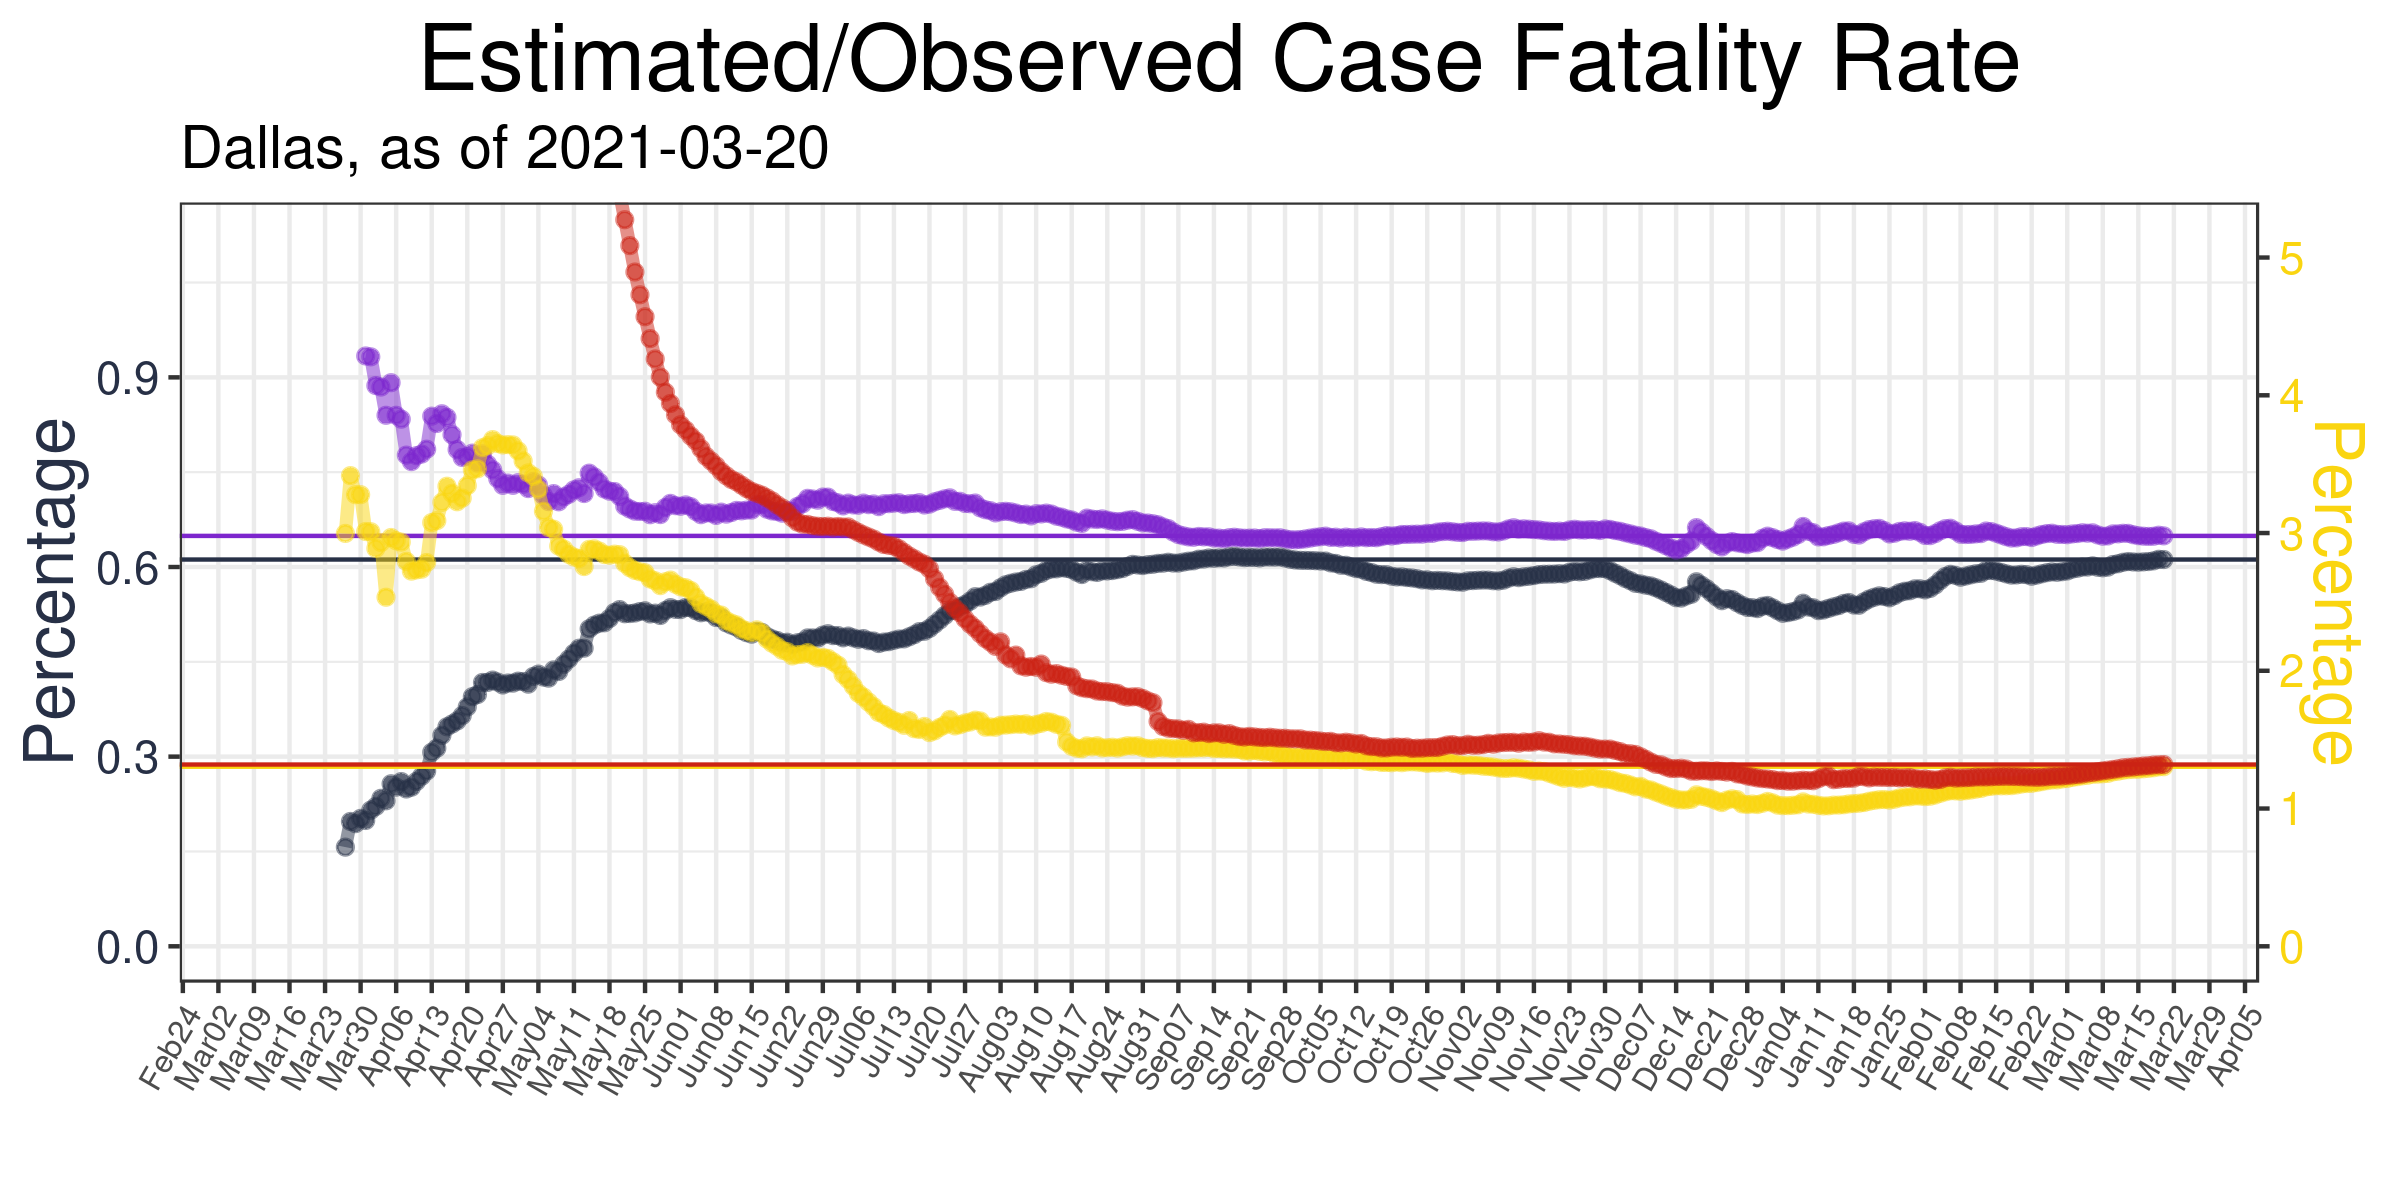 Estimated/Observed Case Fatality Rate
Dallas, as of 2021-03-20
Percentage
0.9
0.6
0.3
0.0
5
4
3
2
1
0
Percentage
Feb24
Mar02
Mar09
Mar16
Mar23
Mar30
Apr06
Apr13
Apr20
Apr27
May04
May11
May18
May25
Jun01
Jun08
Jun15
Jun22
Jun29
Jul06
Jul13
Jul20
Jul27
Aug03
Aug10
Aug17
Aug24
Aug31
Sep07
Sep14
Sep21
Sep28
Oct05
Oct12
Oct19
Oct26
Nov02
Nov09
Nov16
Nov23
Nov30
Dec07
Dec14
Dec21
Dec28
Jan04
Jan11
Jan18
Jan25
Feb01
Feb08
Feb15
Feb22
Mar01
Mar08
Mar15
Mar22
Mar29
Apr05